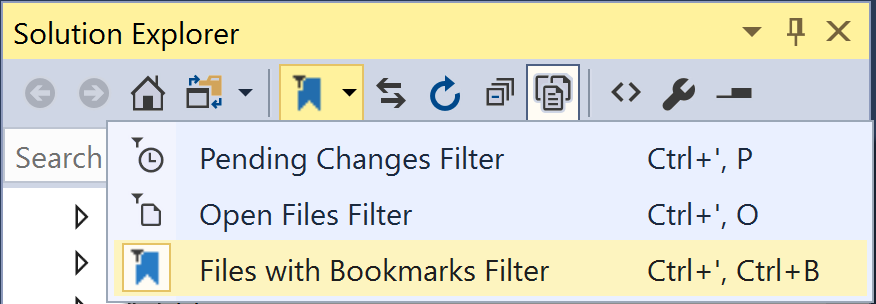 Solution Explorer
Search
Pending Changes Filter Ctrl+', P
Open Files Filter Ctrl+', O
Files with Bookmarks Filter Ctrl+', Ctrl+B